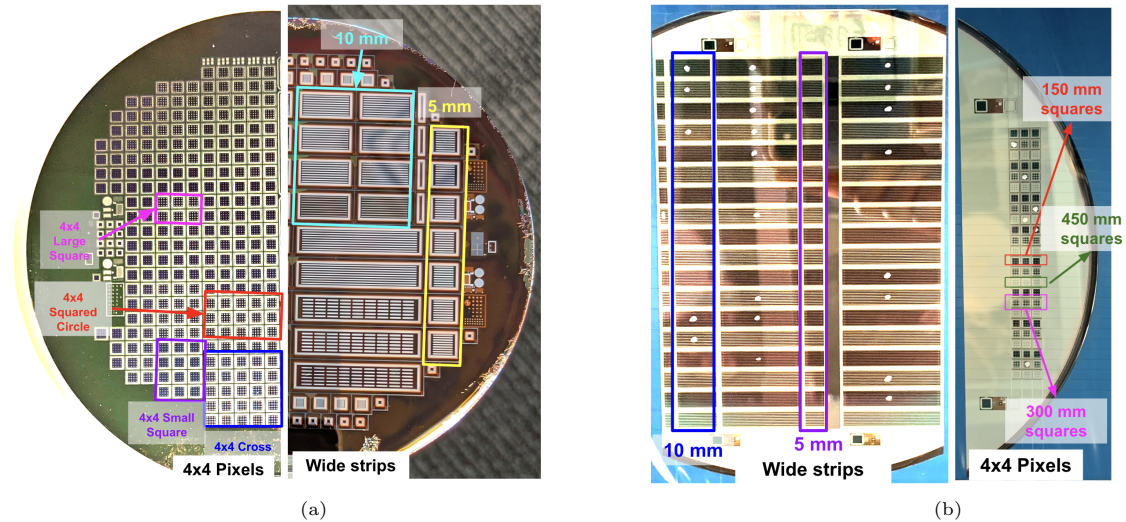 10 mm
5 mm
4x4
Large
Square
4x4
Squared
Circle
4x4 Small
Square
4x4 Cross
4x4 Pixels
Wide strips
(a)
150 mm
squares
450 mm
squares
300 mm
squares
10 mm
5 mm
Wide strips
4x4 Pixels
(b)